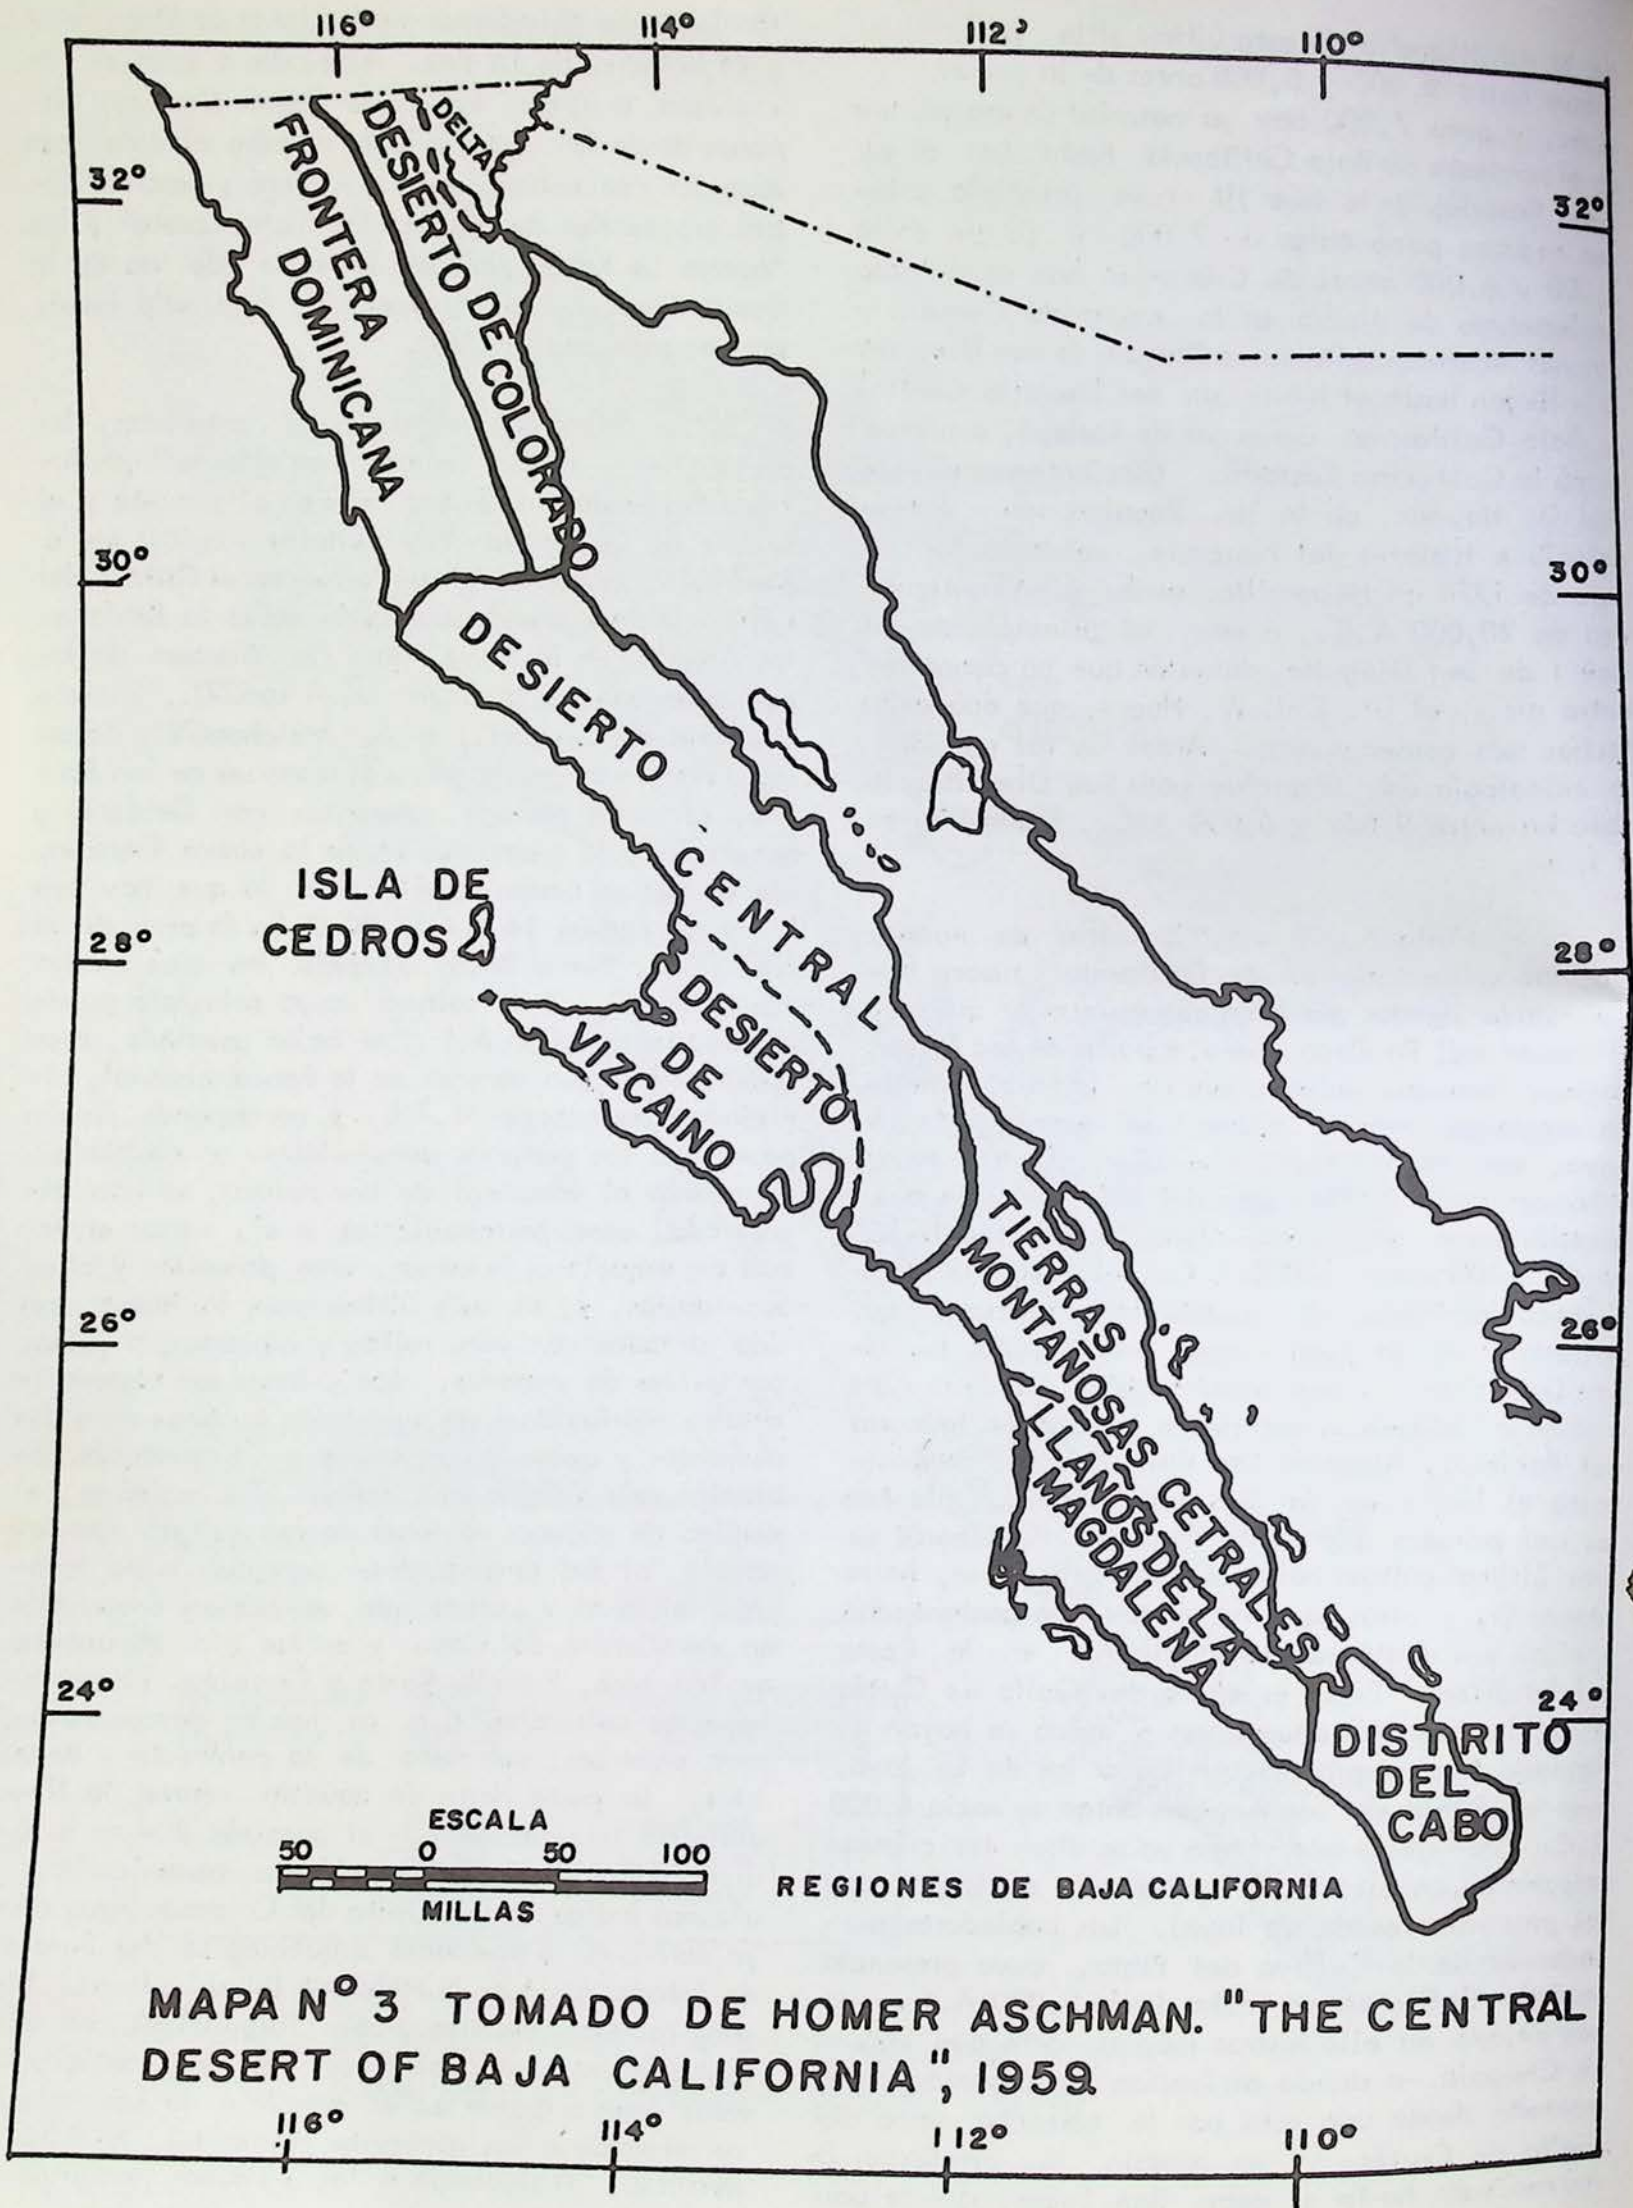 116° 114° 112° 110°
DELTA
DESIERTO DE COLORADO
FRONTERA
DOMINICANA
32° 32°
30° 30°
DESIERTO
CENTRAL
ISLA DE
CEDROS
28° 28°
DESIERTO
DE
VIZCAINO
TIERRAS
MONTAÑOSAS CETRALES
LLANOS DE LA
MAGDALENA
26° 26°
24° 24°
DISTRITO
DEL
CABO
ESCALA
50 0 50 100
MILLAS
REGIONES DE BAJA CALIFORNIA
MAPA N° 3 TOMADO DE HOMER ASCHMAN. "THE CENTRAL
DESERT OF BAJA CALIFORNIA", 1959.
116° 114° 112° 110°